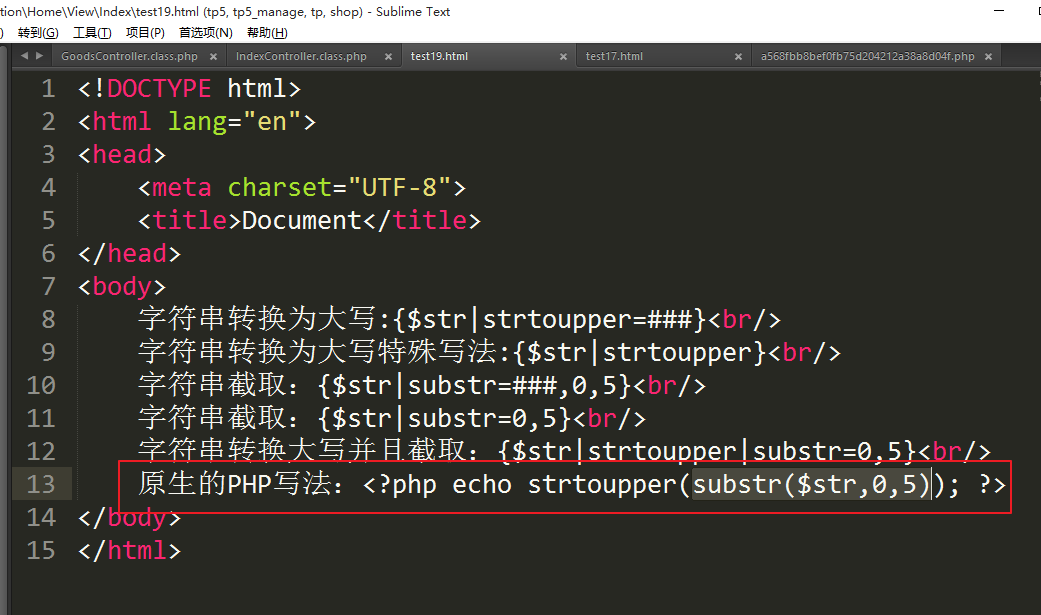 tion\Home\View\Index\test19.html (tp5, tp5_manage, tp, shop) - Sublime Text
) 转到(G) 工具(T) 项目(P) 首选项(N) 帮助(H)
GoodsController.class.php × IndexController.class.php × test19.html × test17.html × a568fbb8bef0fb75d204212a38a8d04f.php ×
1 <!DOCTYPE html>
2 <html lang="en">
3 <head>
4 <meta charset="UTF-8">
5 <title>Document</title>
6 </head>
7 <body>
8 字符串转换为大写:{$str|strtoupper=###}<br/>
9 字符串转换为大写特殊写法:{$str|strtoupper}<br/>
10 字符串截取：{$str|substr=###,0,5}<br/>
11 字符串截取：{$str|substr=0,5}<br/>
12 字符串转换大写并且截取：{$str|strtoupper|substr=0,5}<br/>
13 原生的PHP写法：<?php echo strtoupper(substr($str,0,5)); ?>
14 </body>
15 </html>